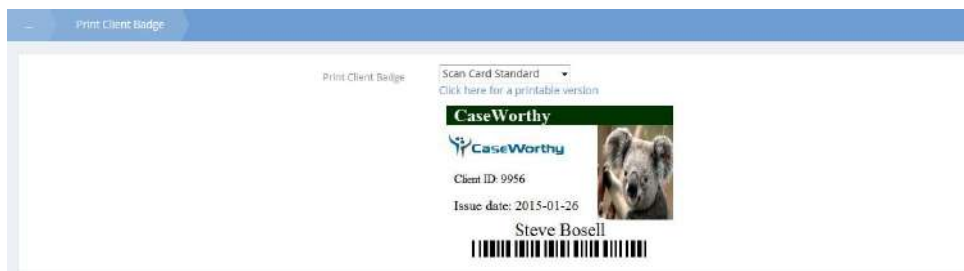 ... Print Client Badge
Print Client Badge Scan Card Standard
Click here for a printable version
CaseWorthy
CaseWorthy
Client ID: 9956
Issue date: 2015-01-26
Steve Bosell